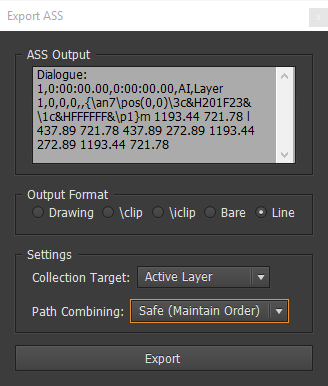 Export ASS
x
ASS Output
Dialogue:
1,0:00:00.00,0:00:00.00,AI,Layer
1,0,0,0,,{\an7\pos(0,0)\3c&H201F23&
\1c&HFFFFFF&\p1}m 1193.44 721.78 l
437.89 721.78 437.89 272.89 1193.44
272.89 1193.44 721.78
Output Format
Drawing \clip \iclip Bare Line
Settings
Collection Target: Active Layer
Path Combining: Safe (Maintain Order)
Export